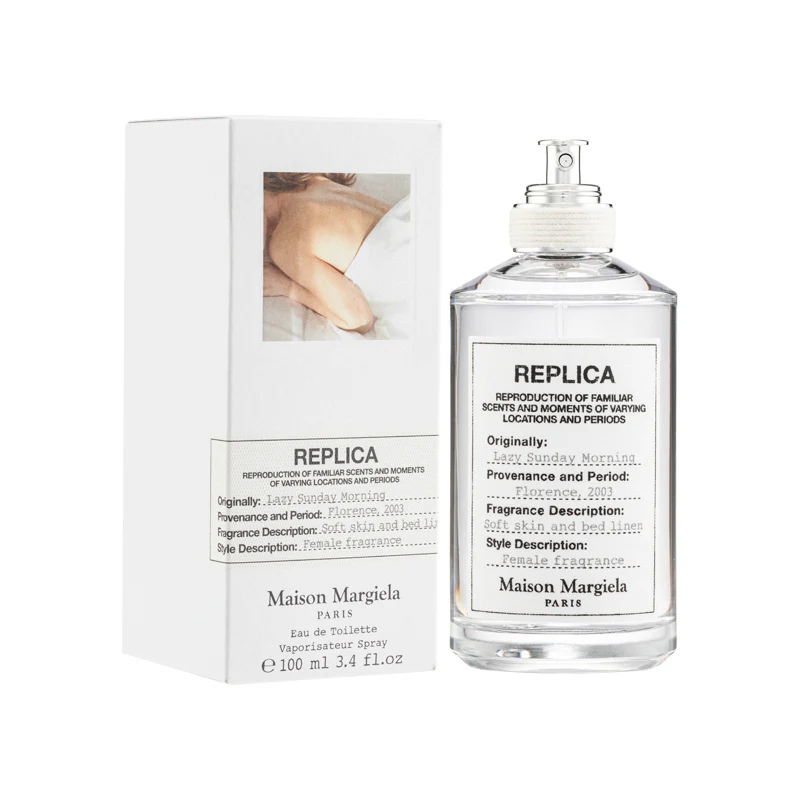 REPLICA
REPRODUCTION OF FAMILIAR SCENTS AND MOMENTS
OF VARYING LOCATIONS AND PERIODS
Originally: Lazy Sunday Morning
Provenance and Period: Florence, 2003
Fragrance Description: Soft skin and bed lin
Style Description: Female fragrance
Maison Margiela
PARIS
Eau de Toilette
Vaporisateur Spray
℮ 100 ml 3.4 fl.oz
REPLICA
REPRODUCTION OF FAMILIAR
SCENTS AND MOMENTS OF VARYING
LOCATIONS AND PERIODS
Originally:
Lazy Sunday Morning
Provenance and Period:
Florence, 2003
Fragrance Description:
Soft skin and bed linen
Style Description:
Female fragrance
Maison Margiela
PARIS